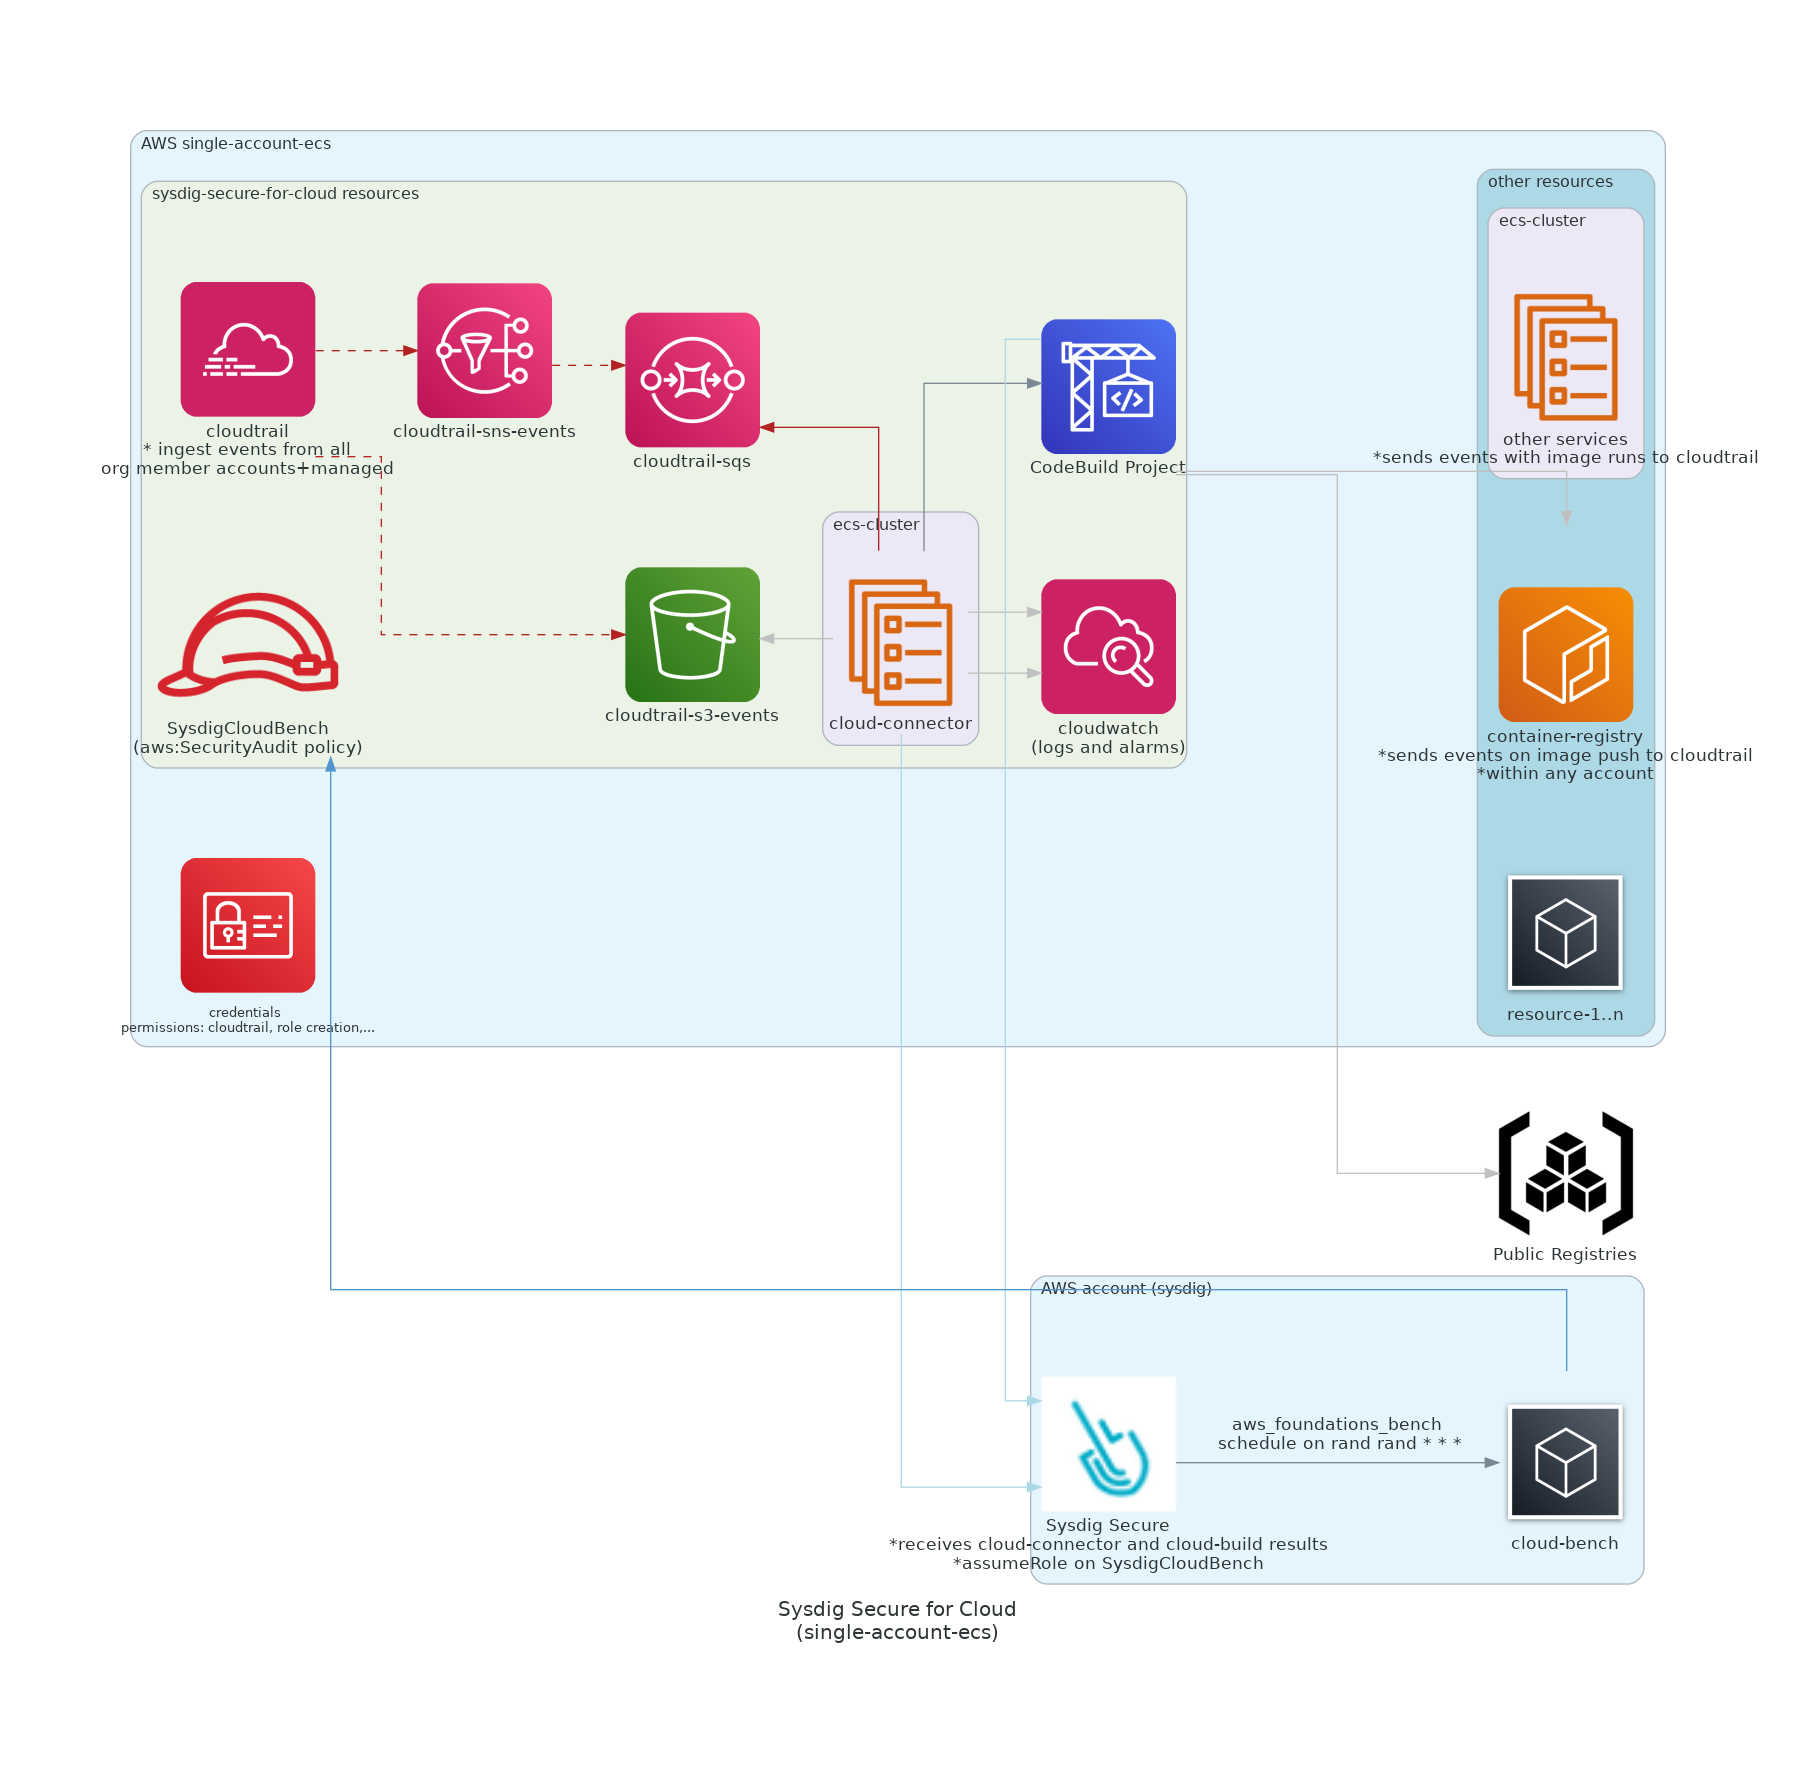 AWS single-account-ecs
sysdig-secure-for-cloud resources
cloudtrail
* ingest events from all
org member accounts+managed
cloudtrail-sns-events
cloudtrail-sqs
CodeBuild Project
SysdigCloudBench
(aws:SecurityAudit policy)
cloudtrail-s3-events
ecs-cluster
cloud-connector
cloudwatch
(logs and alarms)
other resources
ecs-cluster
other services
*sends events with image runs to cloudtrail
container-registry
*sends events on image push to cloudtrail
*within any account
resource-1..n
credentials
permissions: cloudtrail, role creation,...
Public Registries
AWS account (sysdig)
Sysdig Secure
*receives cloud-connector and cloud-build results
*assumeRole on SysdigCloudBench
aws_foundations_bench
schedule on rand rand * * *
cloud-bench
Sysdig Secure for Cloud
(single-account-ecs)